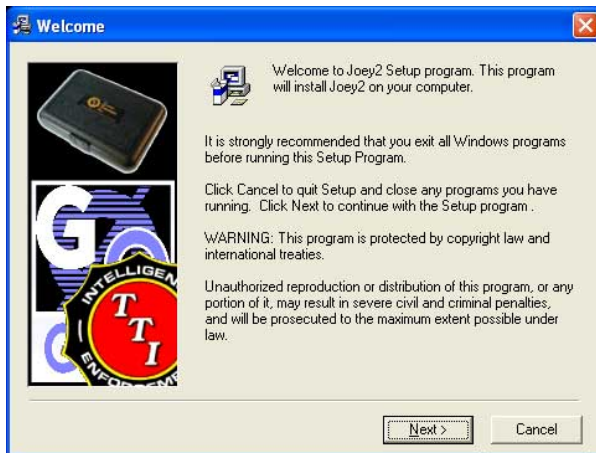 Welcome
Welcome to Joey2 Setup program. This program
will install Joey2 on your computer.
It is strongly recommended that you exit all Windows programs
before running this Setup Program.
Click Cancel to quit Setup and close any programs you have
running. Click Next to continue with the Setup program .
WARNING: This program is protected by copyright law and
international treaties.
Unauthorized reproduction or distribution of this program, or any
portion of it, may result in severe civil and criminal penalties,
and will be prosecuted to the maximum extent possible under
law.
G
INTELLIGEN
TTI
ENFORCEM
Next >
Cancel